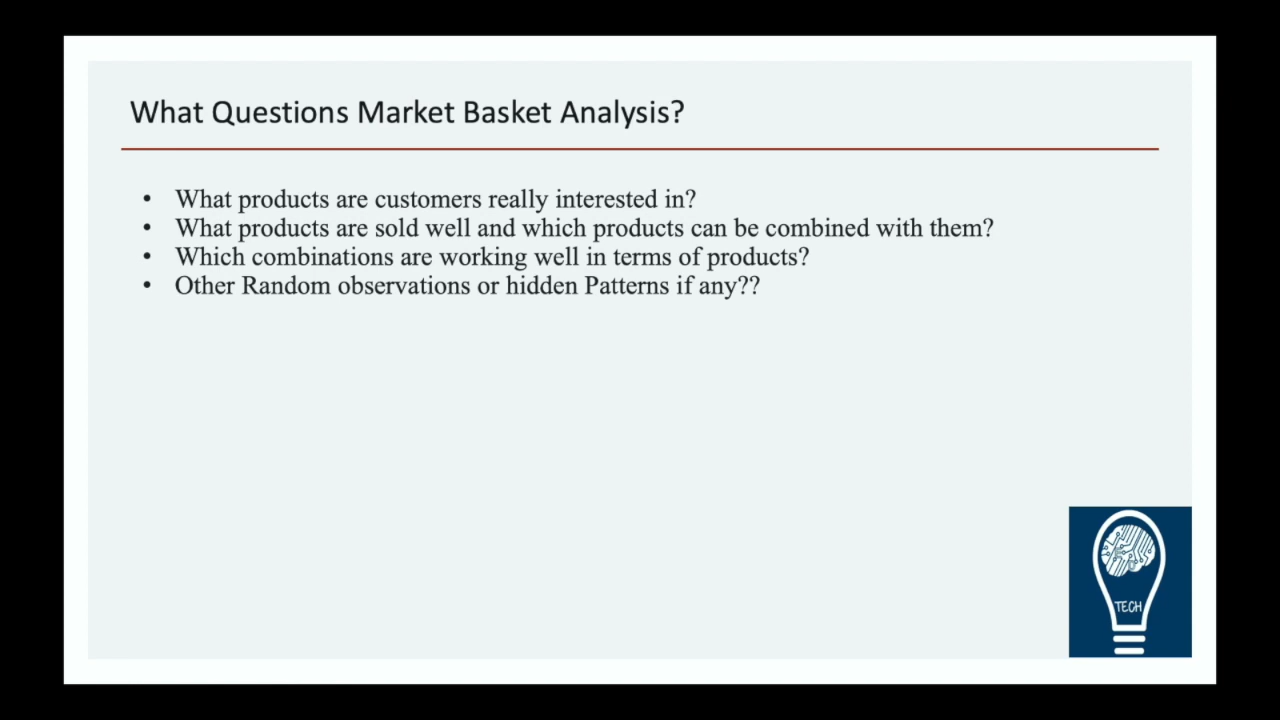 What Questions Market Basket Analysis?
• What products are customers really interested in?
• What products are sold well and which products can be combined with them?
• Which combinations are working well in terms of products?
• Other Random observations or hidden Patterns if any??
TECH